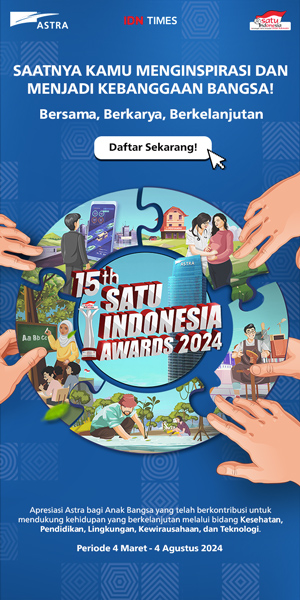 ASTRA
IDN TIMES
satu
Indonesia
SAATNYA KAMU MENGINSPIRASI DAN
MENJADI KEBANGGAAN BANGSA!
Bersama, Berkarya, Berkelanjutan
Daftar Sekarang!
15th
SATU
INDONESIA
AWARDS 2024
Apresiasi Astra bagi Anak Bangsa yang telah berkontribusi untuk
mendukung kehidupan yang berkelanjutan melalui bidang Kesehatan,
Pendidikan, Lingkungan, Kewirausahaan, dan Teknologi.
Periode 4 Maret - 4 Agustus 2024